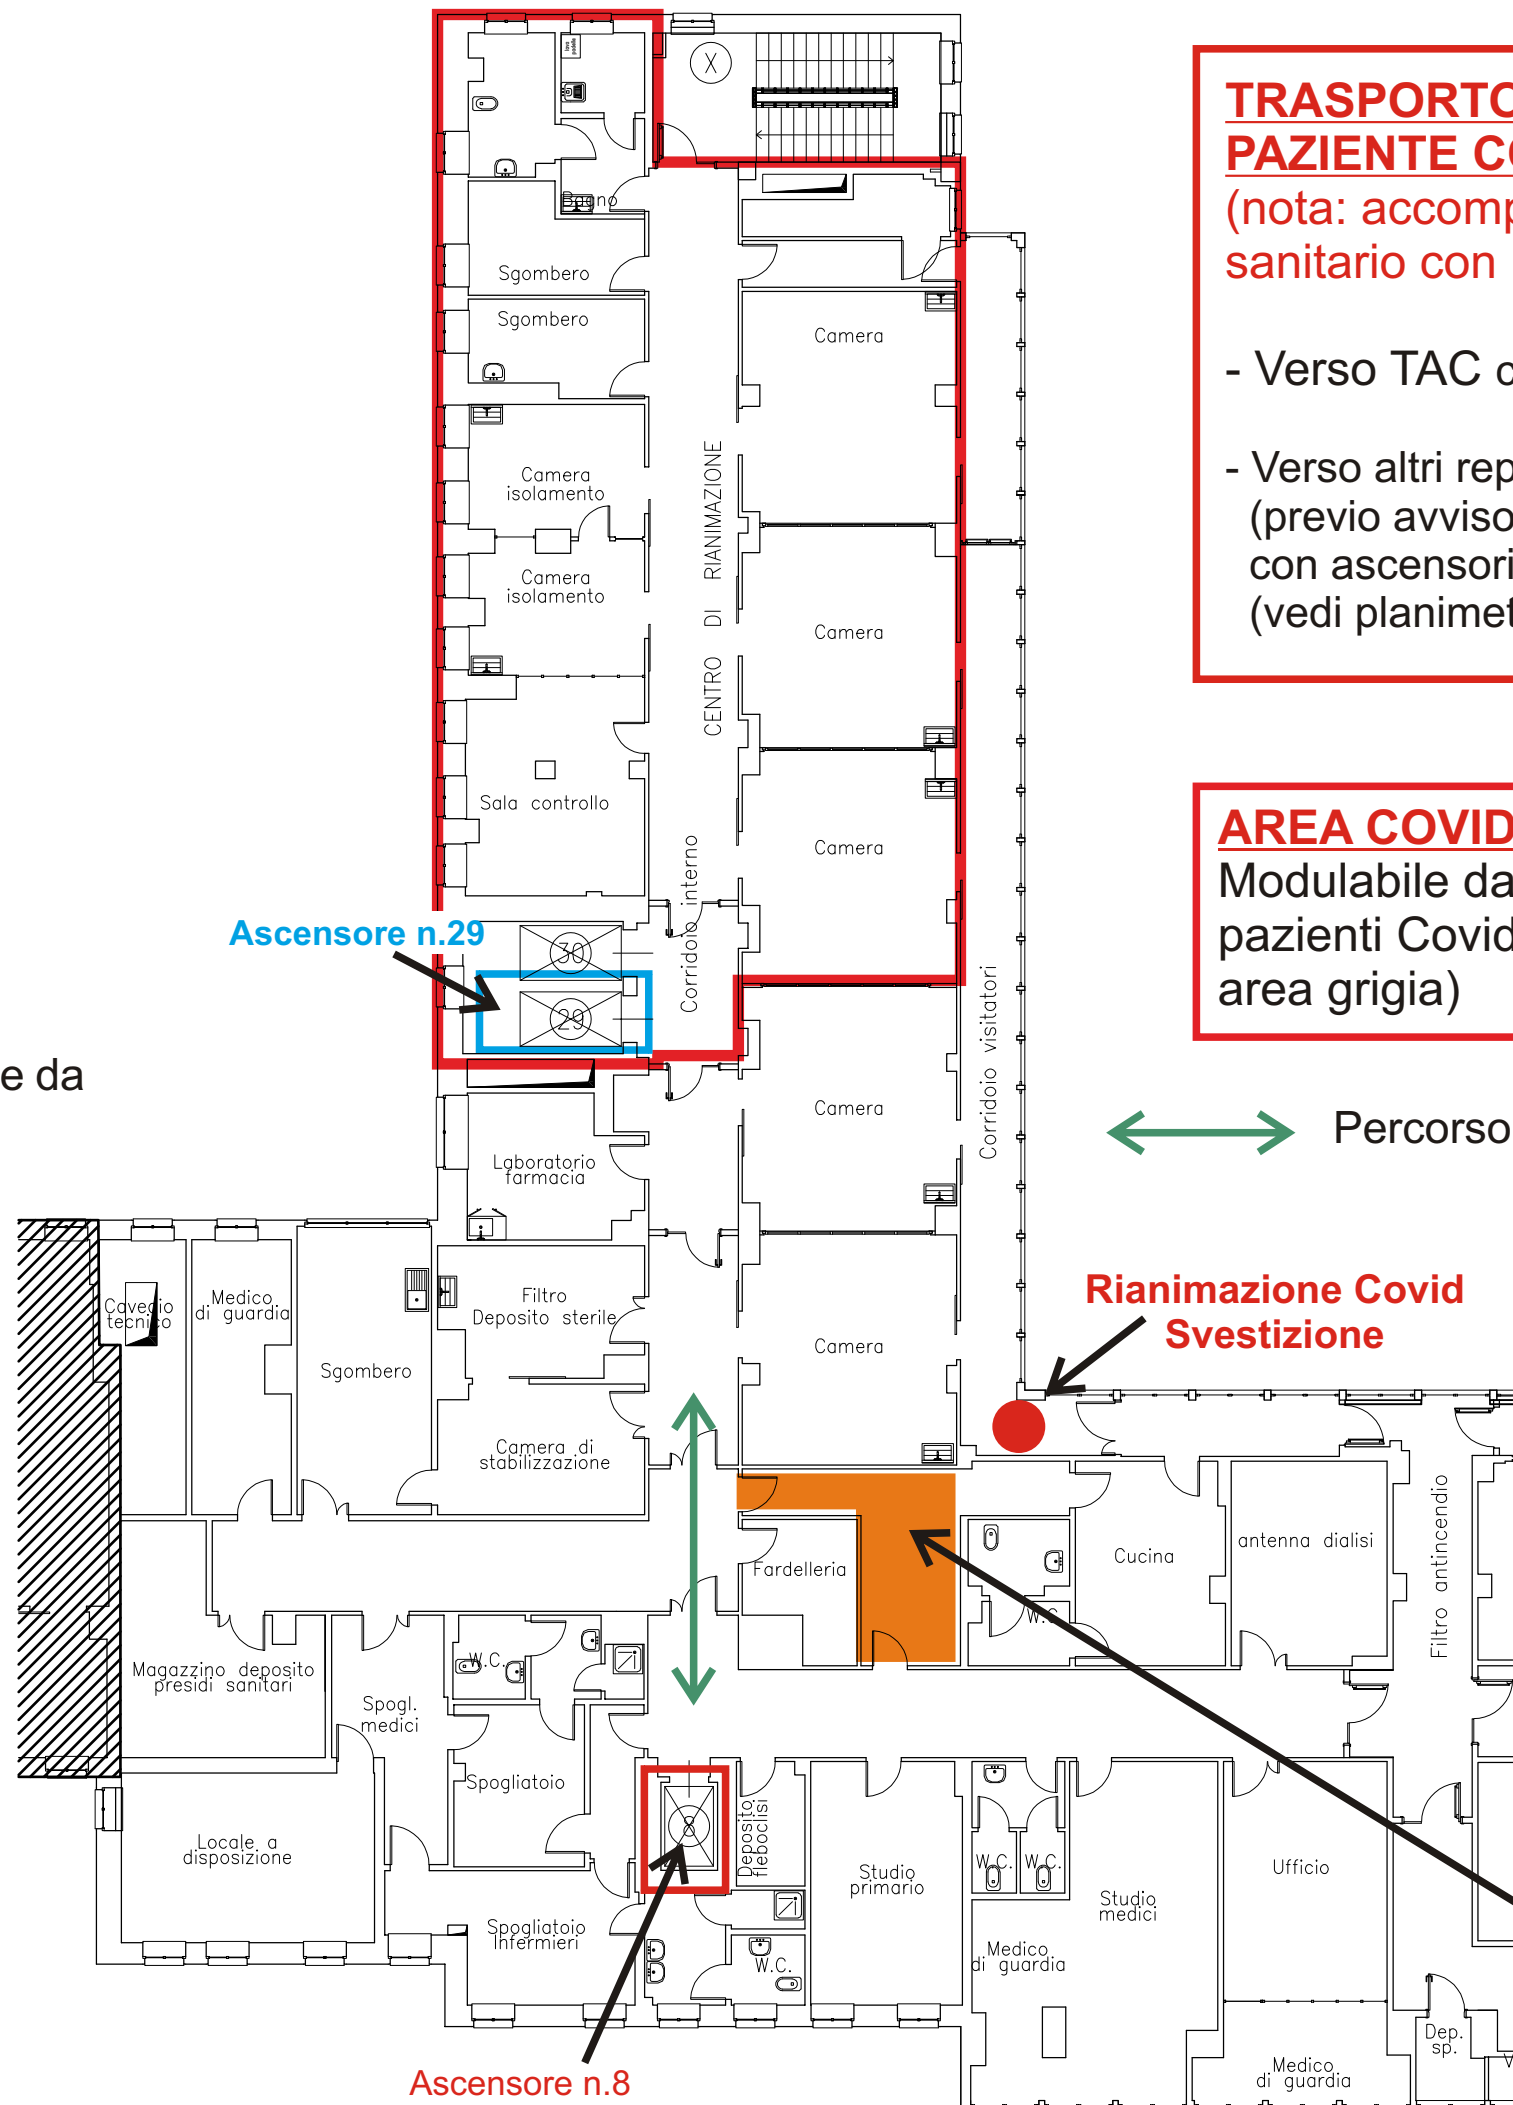 TRASPORTO
PAZIENTE CO
(nota: accomp
sanitario con
- Verso TAC c
- Verso altri rep
(previo avviso
con ascensori
(vedi planimet
AREA COVID
Modulabile da
pazienti Covid
area grigia)
Percorso
Rianimazione Covid
Svestizione
Ascensore n.29
e da
Ascensore n.8
X
lava
padelle
Bagno
Sgombero
Sgombero
Camera
isolamento
Camera
isolamento
Sala controllo
CENTRO DI RIANIMAZIONE
Corridoio interno
30
29
Camera
Camera
Camera
Camera
Camera
Corridoio visitatori
Laboratorio
farmacia
Filtro
Deposito sterile
Camera di
stabilizzazione
Cavedio
tecnico
Medico
di guardia
Sgombero
Fardelleria
W.C.
Cucina
antenna dialisi
Filtro antincendio
Magazzino deposito
presidi sanitari
Spogl.
medici
W.C.
Spogliatoio
Locale a
disposizione
Spogliatoio
Infermieri
8
Deposito
fleboclisi
W.C.
Studio
primario
W.C.
W.C.
Studio
medici
Medico
di guardia
Ufficio
Medico
di guardia
Dep.
sp.
V